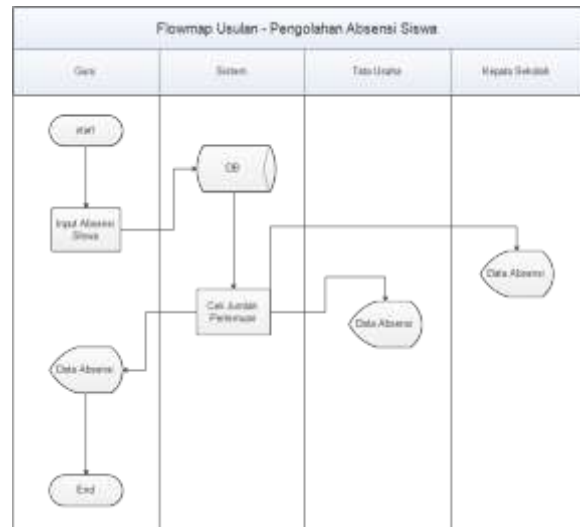 Flowmap Usulan - Pengolahan Absensi Siswa
Guru
Sistem
Tata Usaha
Kepala Sekolah
start
DB
Input Absensi
Siswa
Data Absensi
Cek Jumlah
Pertemuan
Data Absensi
Data Absensi
End